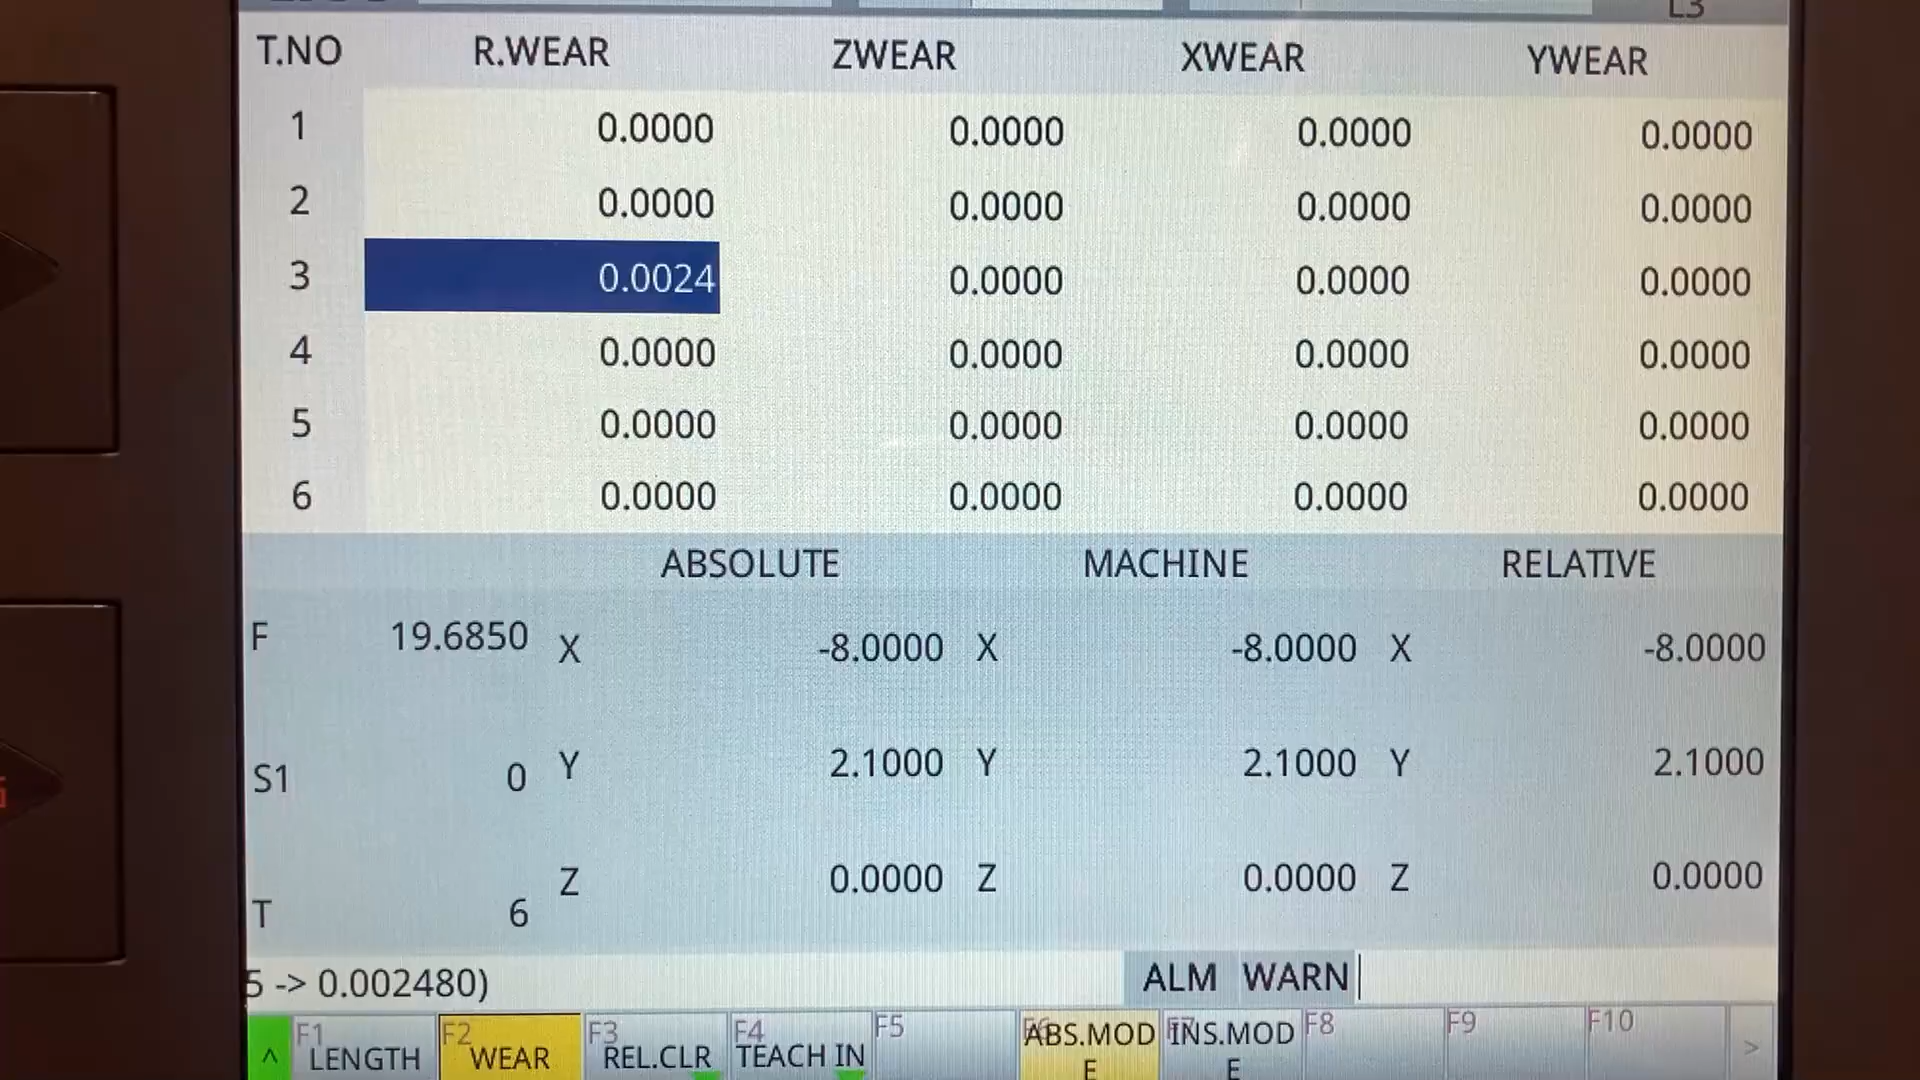 L3
T.NO R.WEAR ZWEAR XWEAR YWEAR
1 0.0000 0.0000 0.0000 0.0000
2 0.0000 0.0000 0.0000 0.0000
3 0.0024 0.0000 0.0000 0.0000
4 0.0000 0.0000 0.0000 0.0000
5 0.0000 0.0000 0.0000 0.0000
6 0.0000 0.0000 0.0000 0.0000
ABSOLUTE MACHINE RELATIVE
F 19.6850 X -8.0000 X -8.0000 X -8.0000
S1 0 Y 2.1000 Y 2.1000 Y 2.1000
T 6 Z 0.0000 Z 0.0000 Z 0.0000
5 -> 0.002480) ALM WARN
F1 F2 F3 F4 F5 F6 F7 F8 F9 F10
^ LENGTH WEAR REL.CLR TEACH IN ABS.MOD INS.MOD >
E E